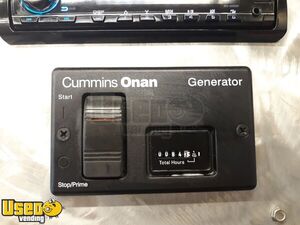 Cummins Onan
Generator
Start
Total Hours
Stop/Prime
Used
vending